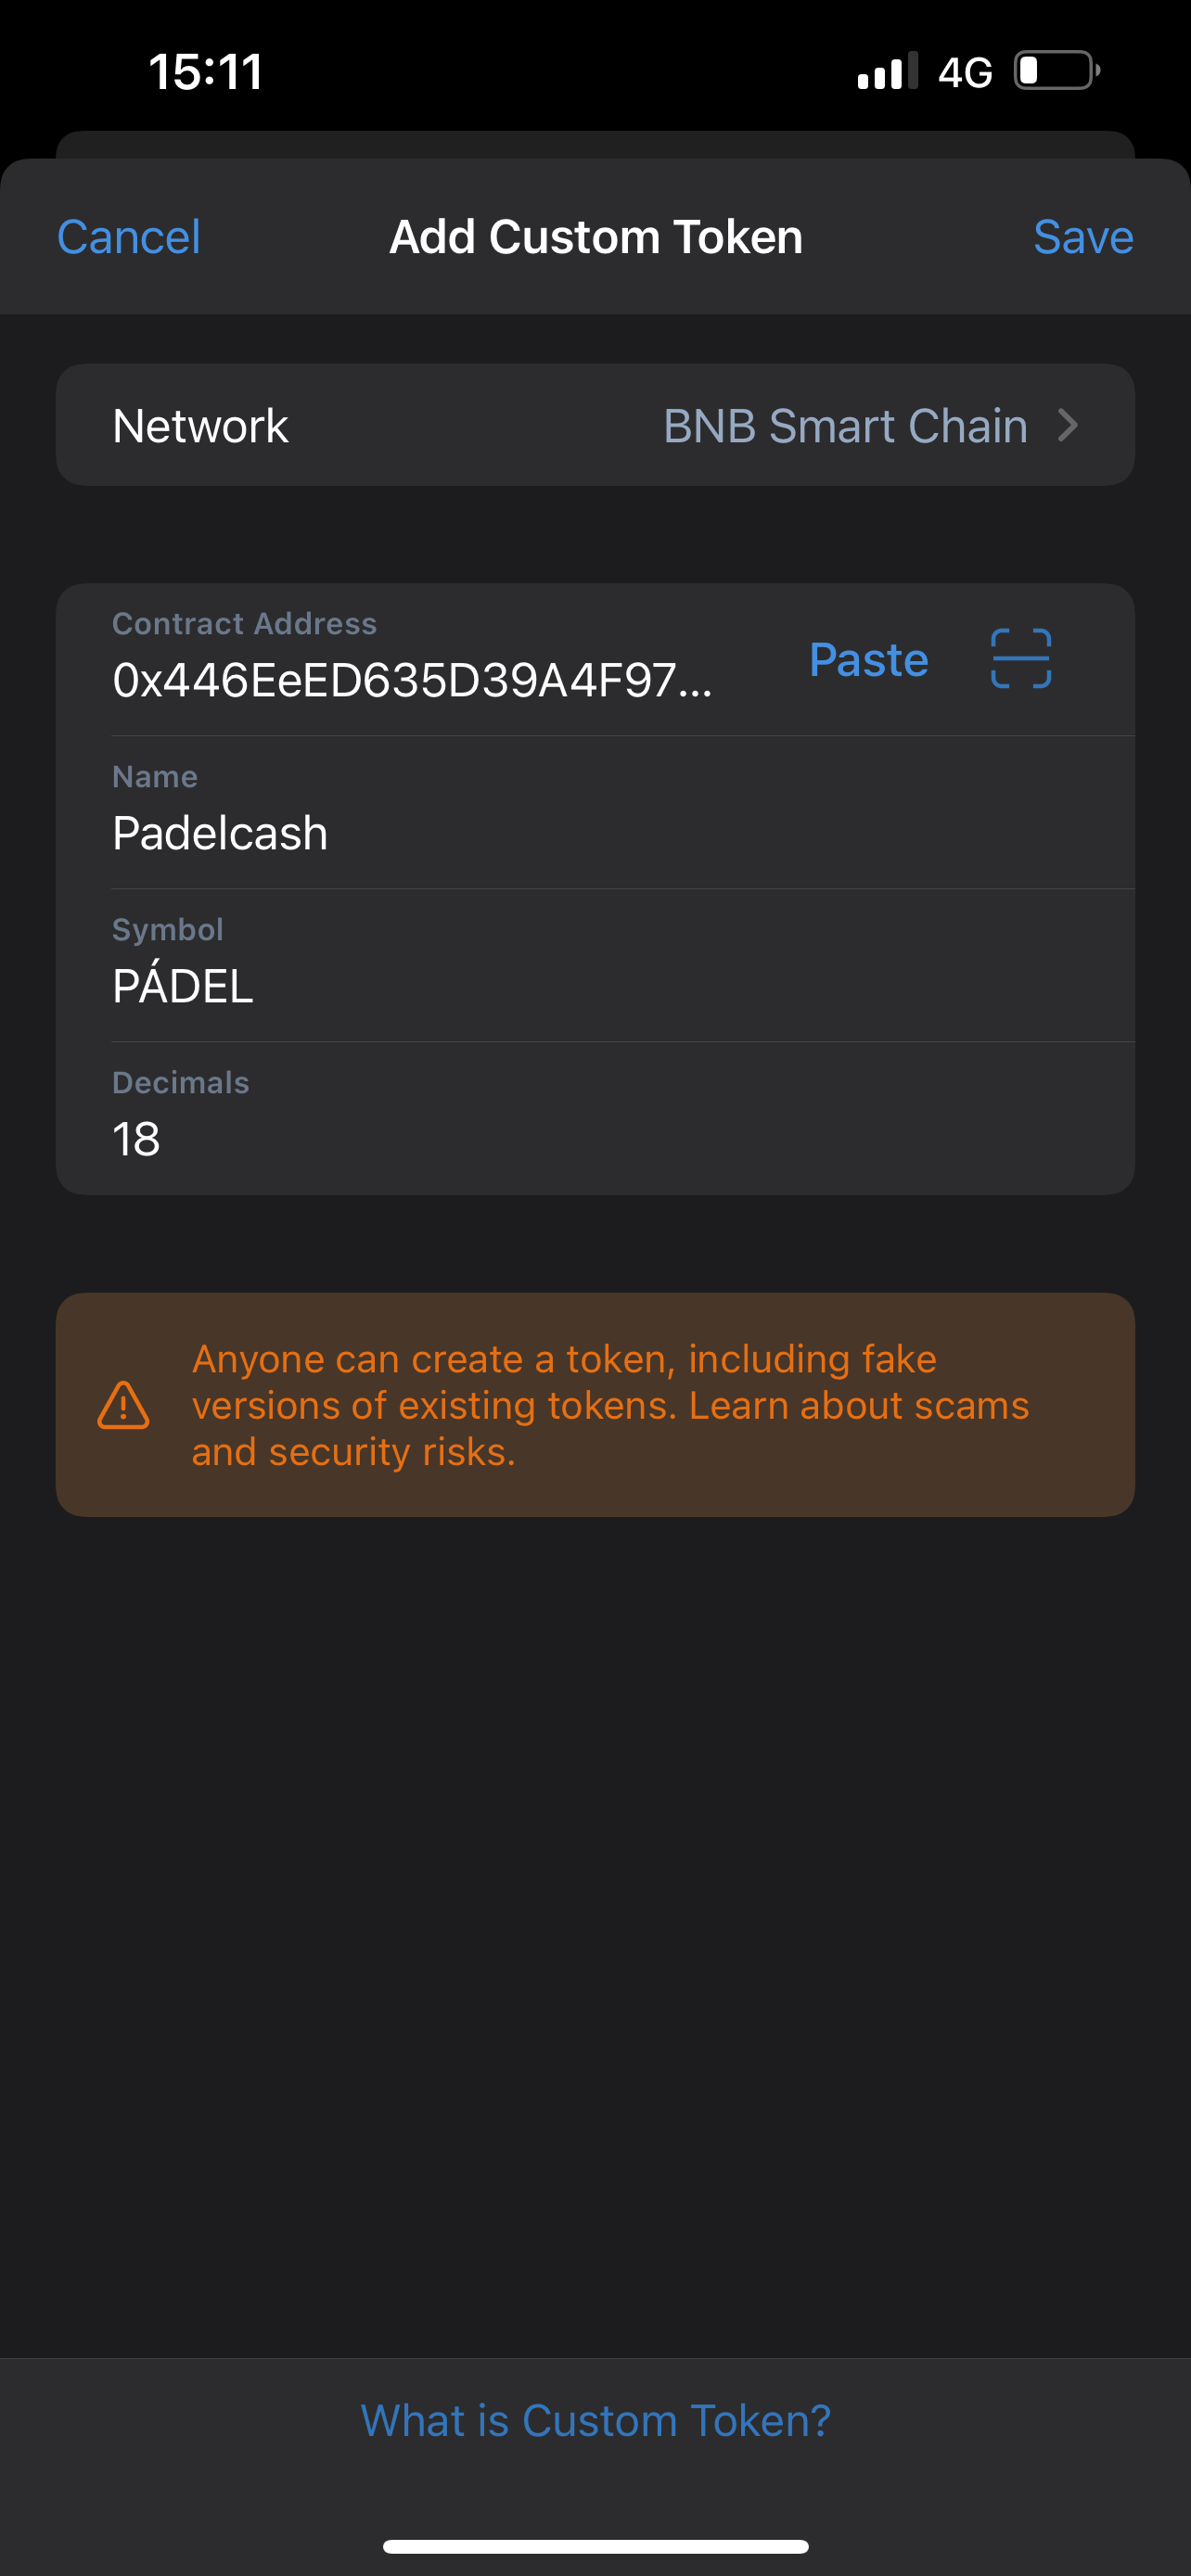 15:11
4G
Cancel
Add Custom Token
Save
Network
BNB Smart Chain
Contract Address
0x446EeED635D39A4F97...
Paste
Name
Padelcash
Symbol
PÁDEL
Decimals
18
Anyone can create a token, including fake
versions of existing tokens. Learn about scams
and security risks.
What is Custom Token?